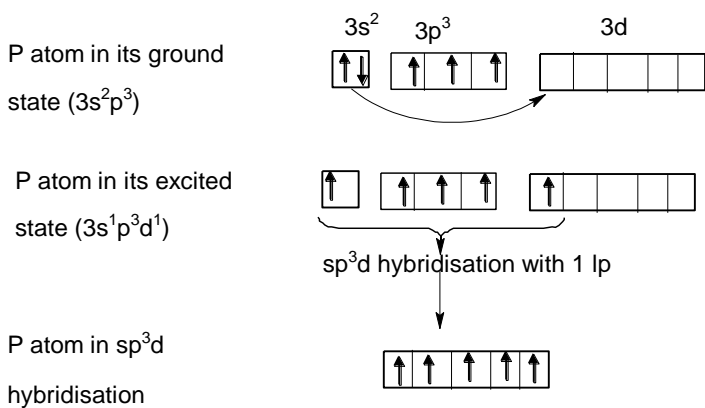 3s² 3p³ 3d
P atom in its ground
state (3s²p³)
P atom in its excited
state (3s¹p³d¹)
sp³d hybridisation with 1 lp
P atom in sp³d
hybridisation